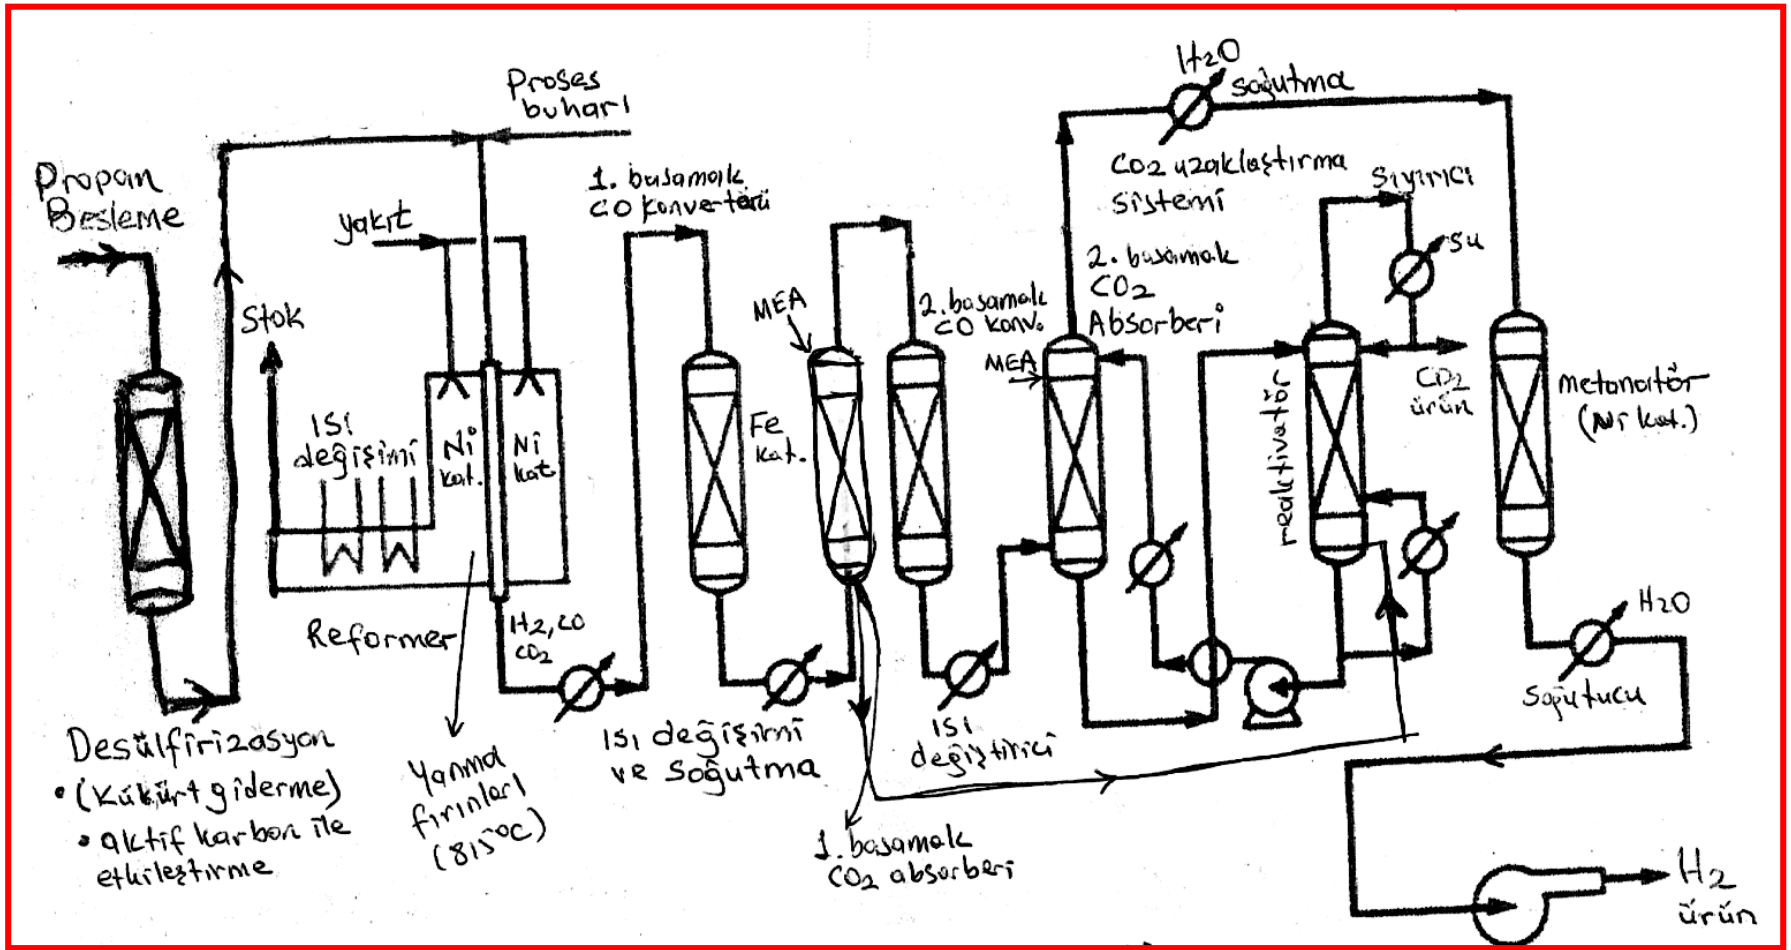 Propan
Besleme
Proses
buharı
yakıt
Stok
ısı
değişimi
Ni
kat.
Ni
kat.
Reformer
H2, CO
CO2
Desülfirizasyon
• (Kükürt giderme)
• aktif karbon ile
etkileştirme
Yanma
fırınları
(815°C)
1. basamak
CO konvertörü
Fe
kat.
ısı değişimi
ve soğutma
MEA
1. basamak
CO2 absorberi
2. basamak
CO konv.
ısı
değiştirici
H2O
soğutma
CO2 uzaklaştırma
sistemi
2. basamak
CO2
Absorberi
MEA
Sıyırıcı
su
CO2
ürün
reaktivatör
metanatör
(Ni kat.)
H2O
Soğutucu
H2
ürün